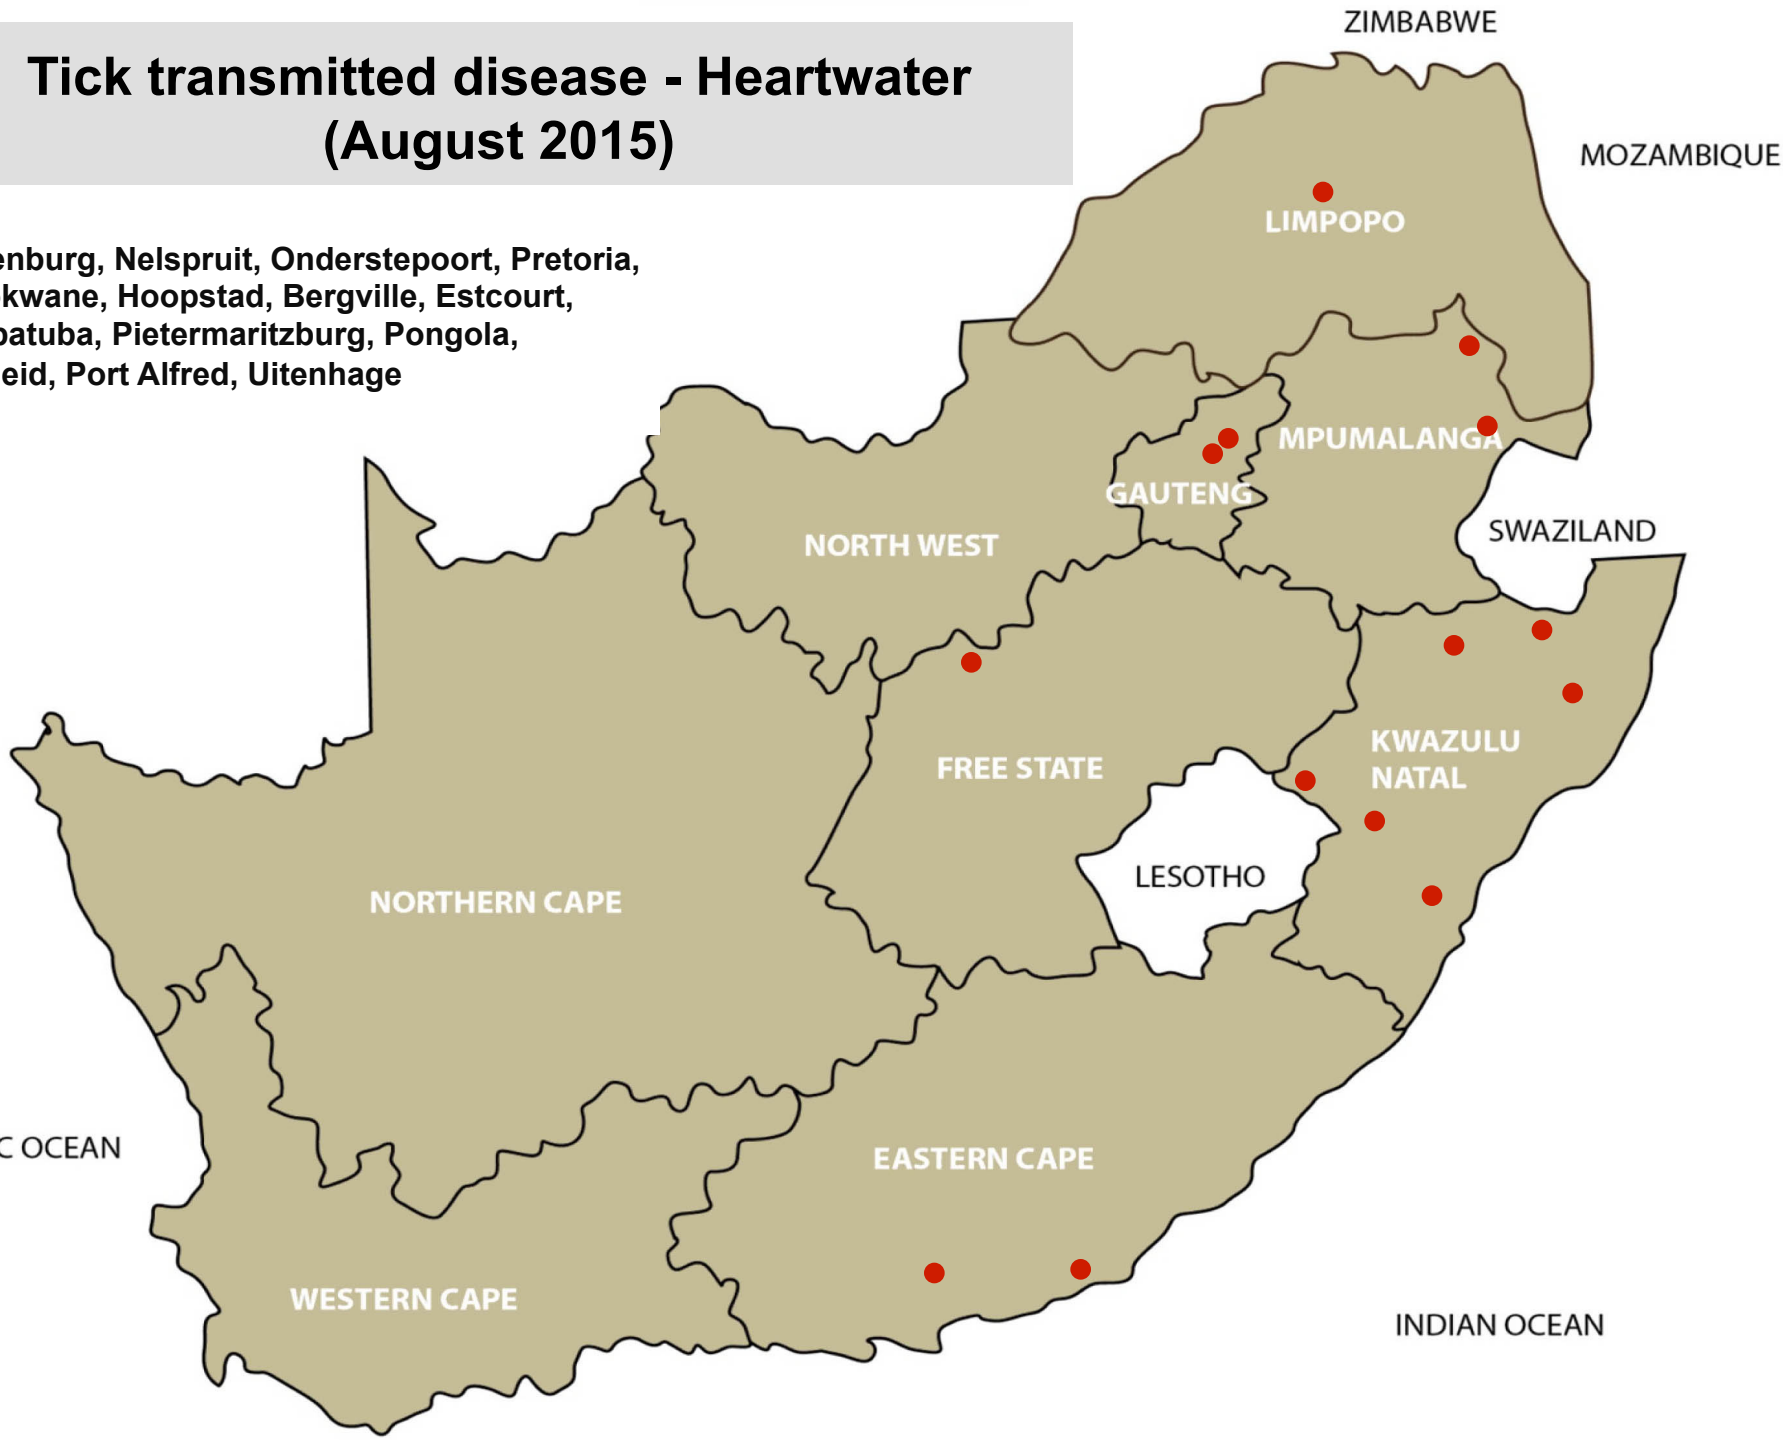 Tick transmitted disease - Heartwater
(August 2015)
ZIMBABWE
MOZAMBIQUE
LIMPOPO
enburg, Nelspruit, Onderstepoort, Pretoria,
kwane, Hoopstad, Bergville, Estcourt,
batuba, Pietermaritzburg, Pongola,
eid, Port Alfred, Uitenhage
MPUMALANGA
GAUTENG
NORTH WEST
SWAZILAND
KWAZULU
NATAL
FREE STATE
LESOTHO
NORTHERN CAPE
C OCEAN
EASTERN CAPE
WESTERN CAPE
INDIAN OCEAN